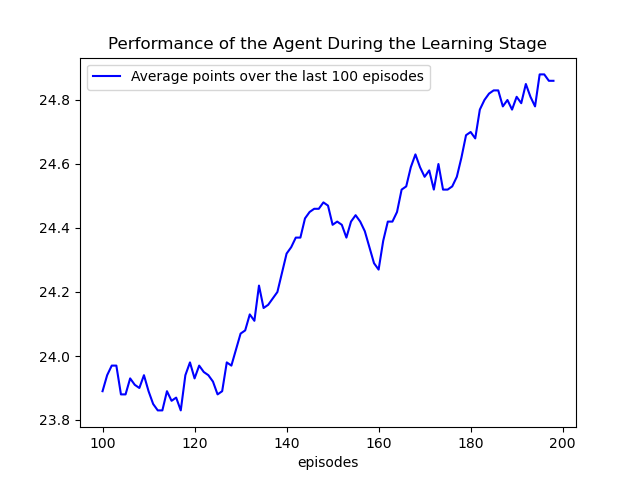 Performance of the Agent During the Learning Stage
Average points over the last 100 episodes
24.8
24.6
24.4
24.2
24.0
23.8
100 120 140 160 180 200
episodes